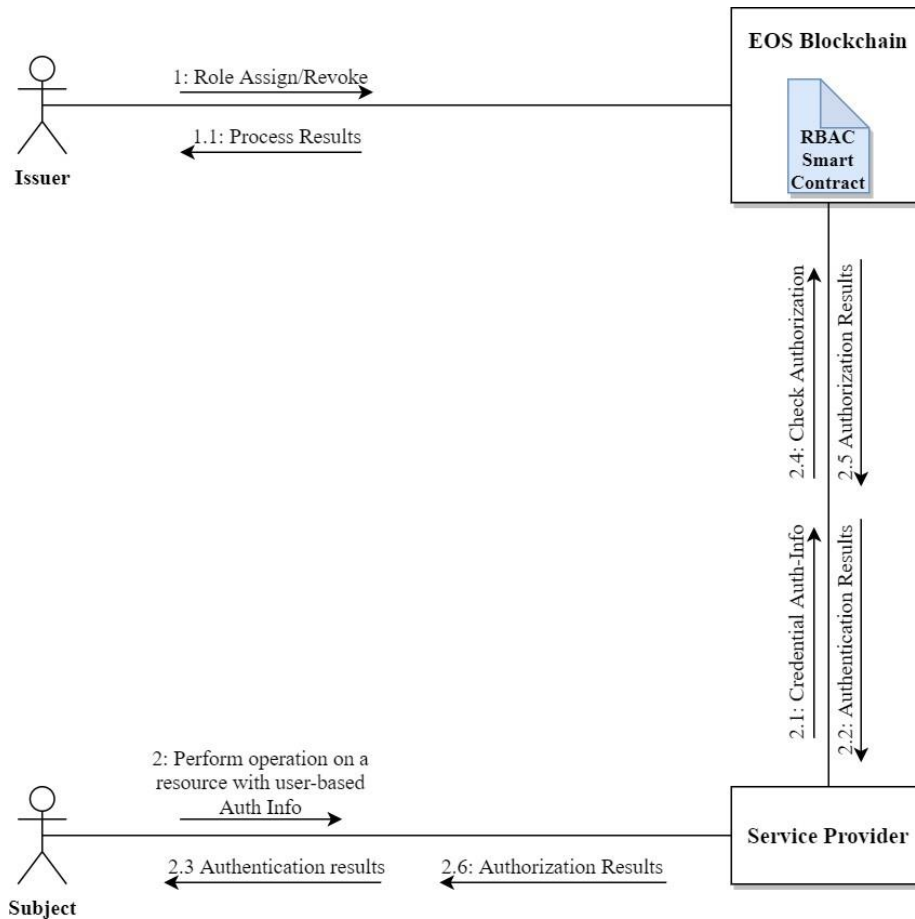 EOS Blockchain
1: Role Assign/Revoke
1.1: Process Results
RBAC
Smart
Contract
Issuer
2.4: Check Authorization
2.5 Authorization Results
2.1: Credential Auth-Info
2.2: Authentication Results
2: Perform operation on a
resource with user-based
Auth Info
Service Provider
2.3 Authentication results
2.6: Authorization Results
Subject